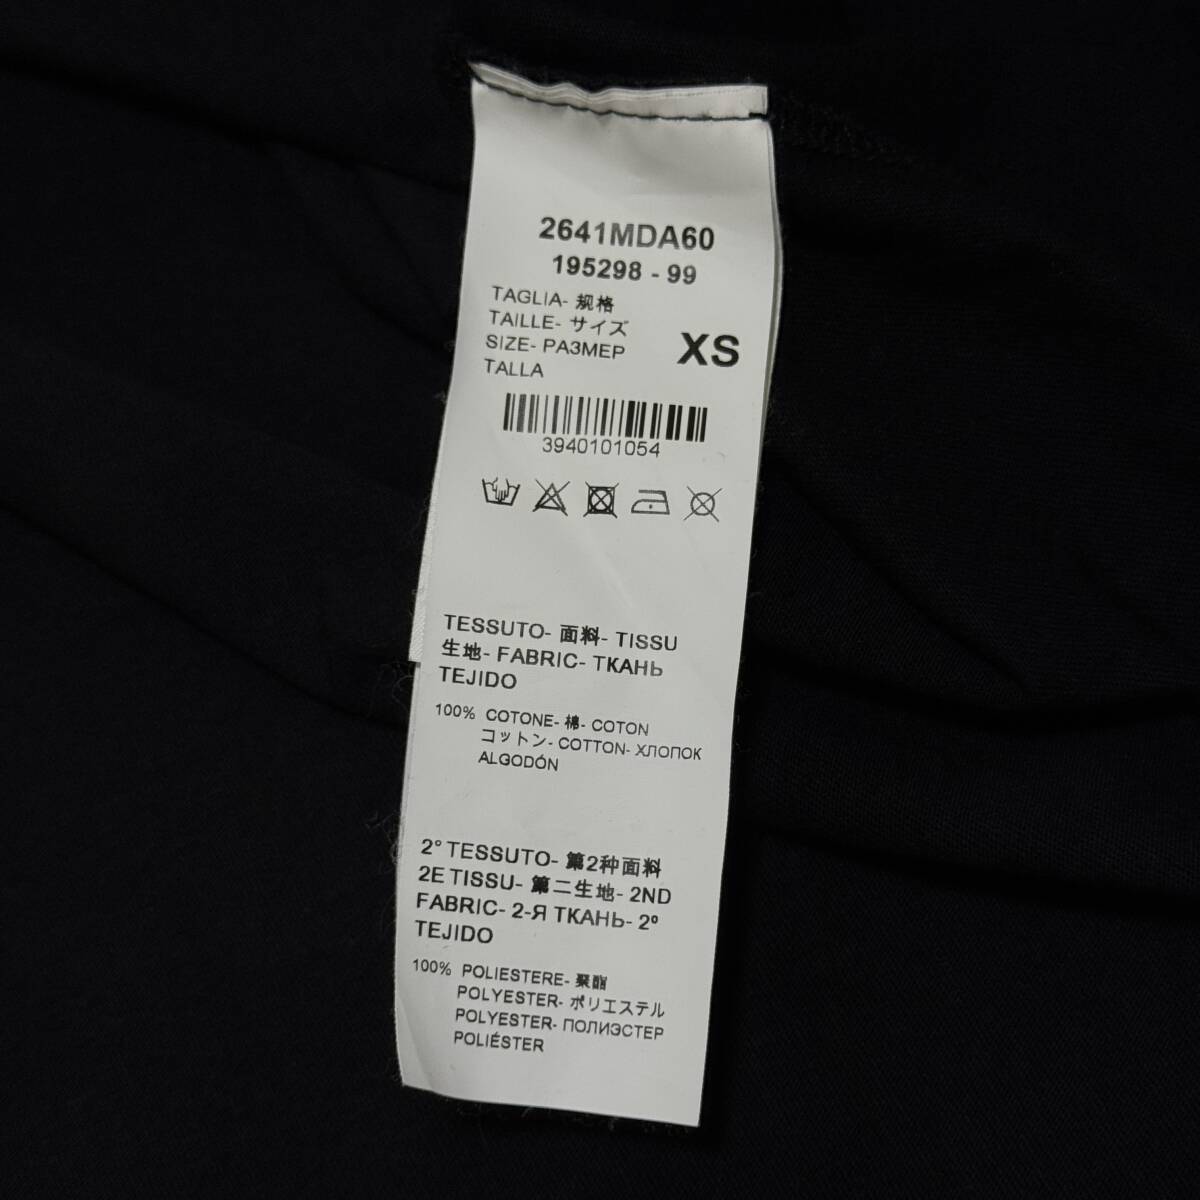 2641MDA60
195298 - 99
TAGLIA- 规格
TAILLE- サイズ
SIZE- РАЗМЕР
TALLA
XS
3940101054
TESSUTO- 面料- TISSU
生地- FABRIC- ТКАНЬ
TEJIDO
100% COTONE- 棉- COTON
コットン- COTTON- ХЛОПОК
ALGODÓN
2° TESSUTO- 第2种面料
2E TISSU- 第二生地- 2ND
FABRIC- 2-Я ТКАНЬ- 2º
TEJIDO
100% POLIESTERE- 聚酯
POLYESTER- ポリエステル
POLYESTER- ПОЛИЭСТЕР
POLIÉSTER